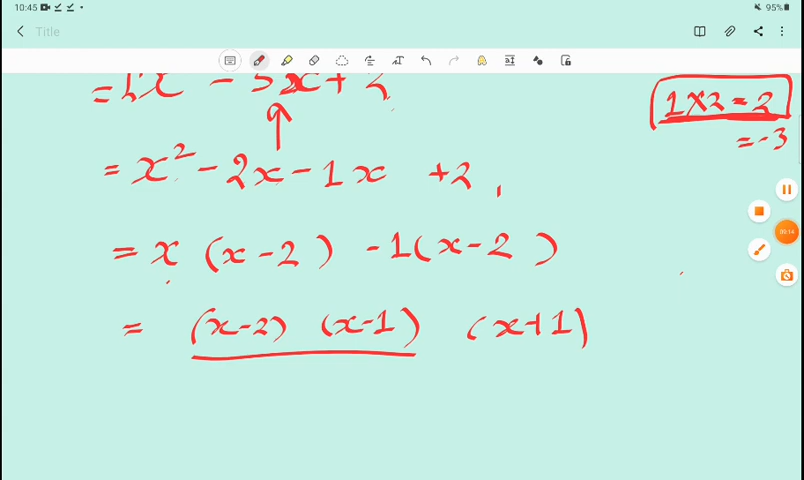 10:45
95%
Title
= 1x² - 3x + 2
1 × 2 = 2
= -3
= x² - 2x - 1x + 2
= x (x - 2) - 1(x - 2)
= (x-2) (x-1) (x+1)